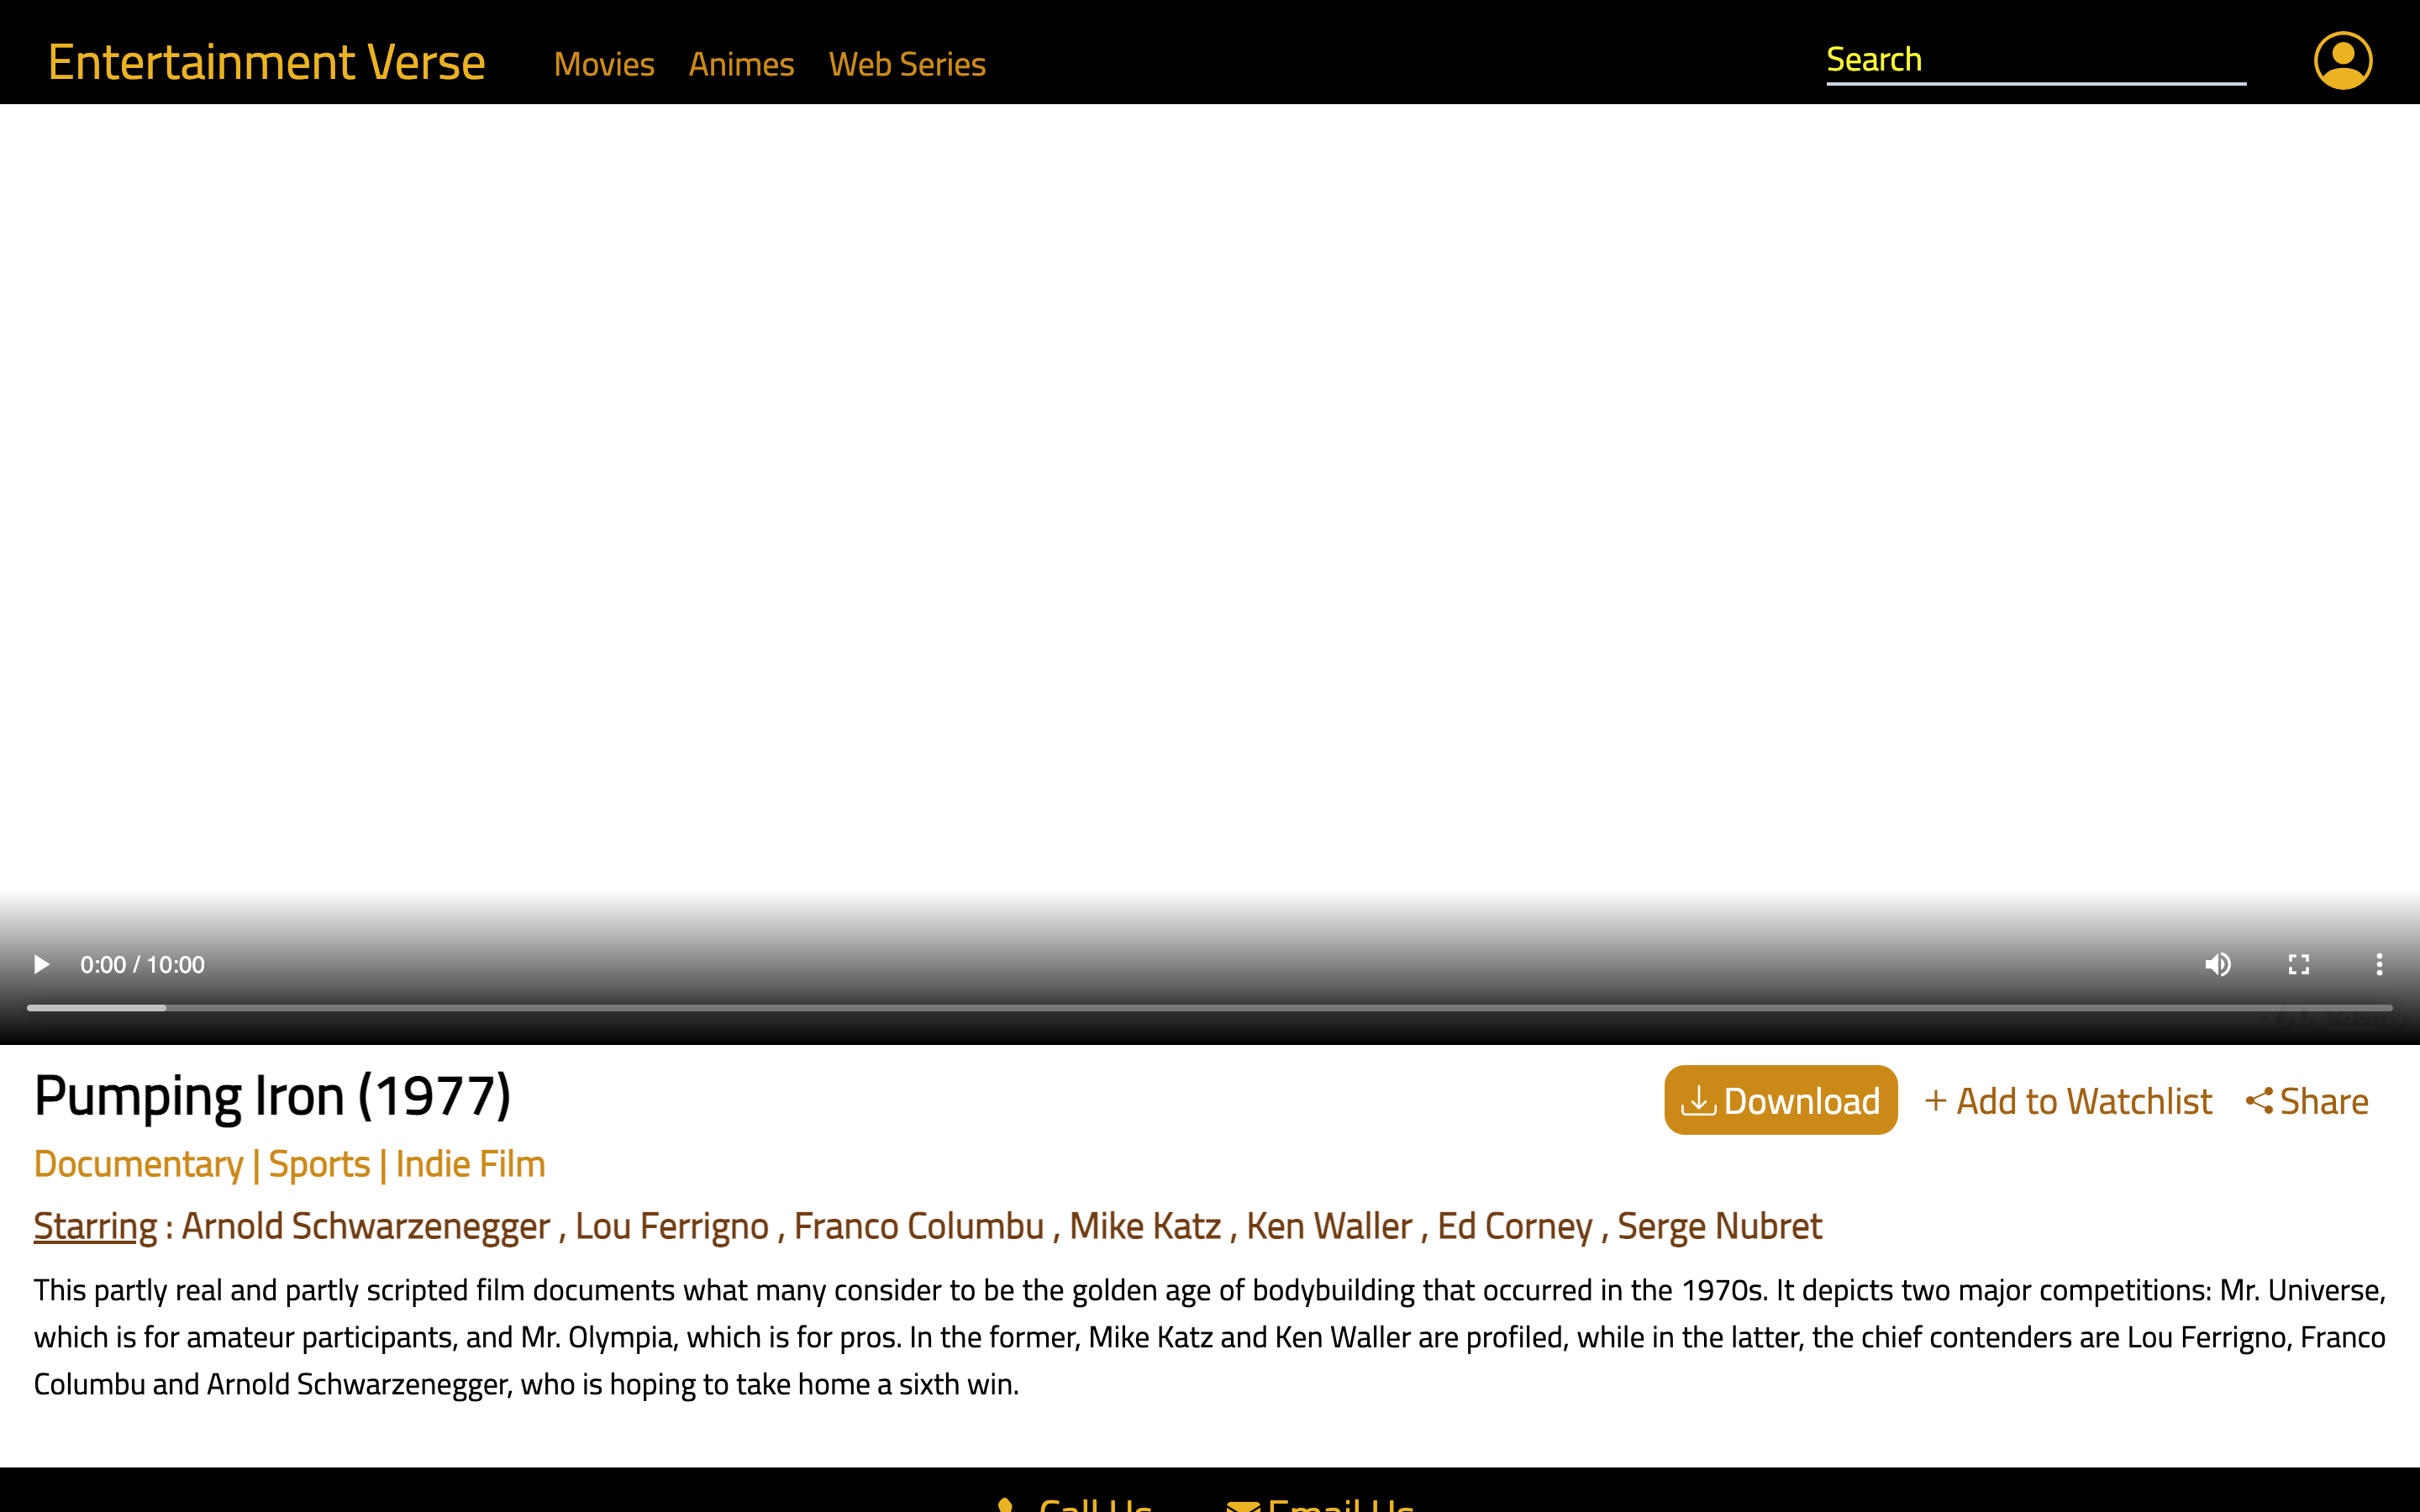 Entertainment Verse Movies Animes Web Series Search
0:00 / 10:00
Pumping Iron (1977) Download + Add to Watchlist Share
Documentary | Sports | Indie Film
Starring : Arnold Schwarzenegger , Lou Ferrigno , Franco Columbu , Mike Katz , Ken Waller , Ed Corney , Serge Nubret
This partly real and partly scripted film documents what many consider to be the golden age of bodybuilding that occurred in the 1970s. It depicts two major competitions: Mr. Universe,
which is for amateur participants, and Mr. Olympia, which is for pros. In the former, Mike Katz and Ken Waller are profiled, while in the latter, the chief contenders are Lou Ferrigno, Franco
Columbu and Arnold Schwarzenegger, who is hoping to take home a sixth win.
Call Us Email Us